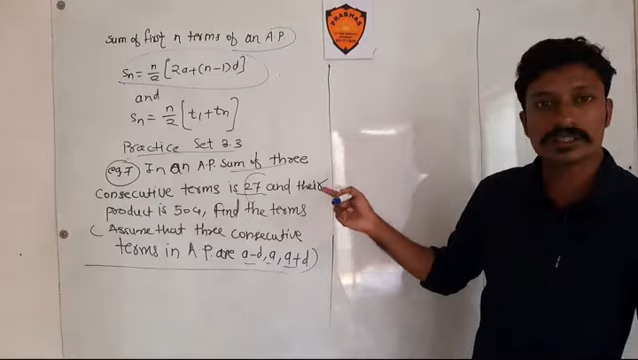 Sum of first n terms of an A.P.
Sn = n/2 [2a+(n-1)d]
and
Sn = n/2 [t1+tn]
Practice Set 3.3
Q.7 In an A.P. sum of three
consecutive terms is 27 and their
product is 504, find the terms
(Assume that three consecutive
terms in A.P. are a-d, a, a+d)
PRABHAS